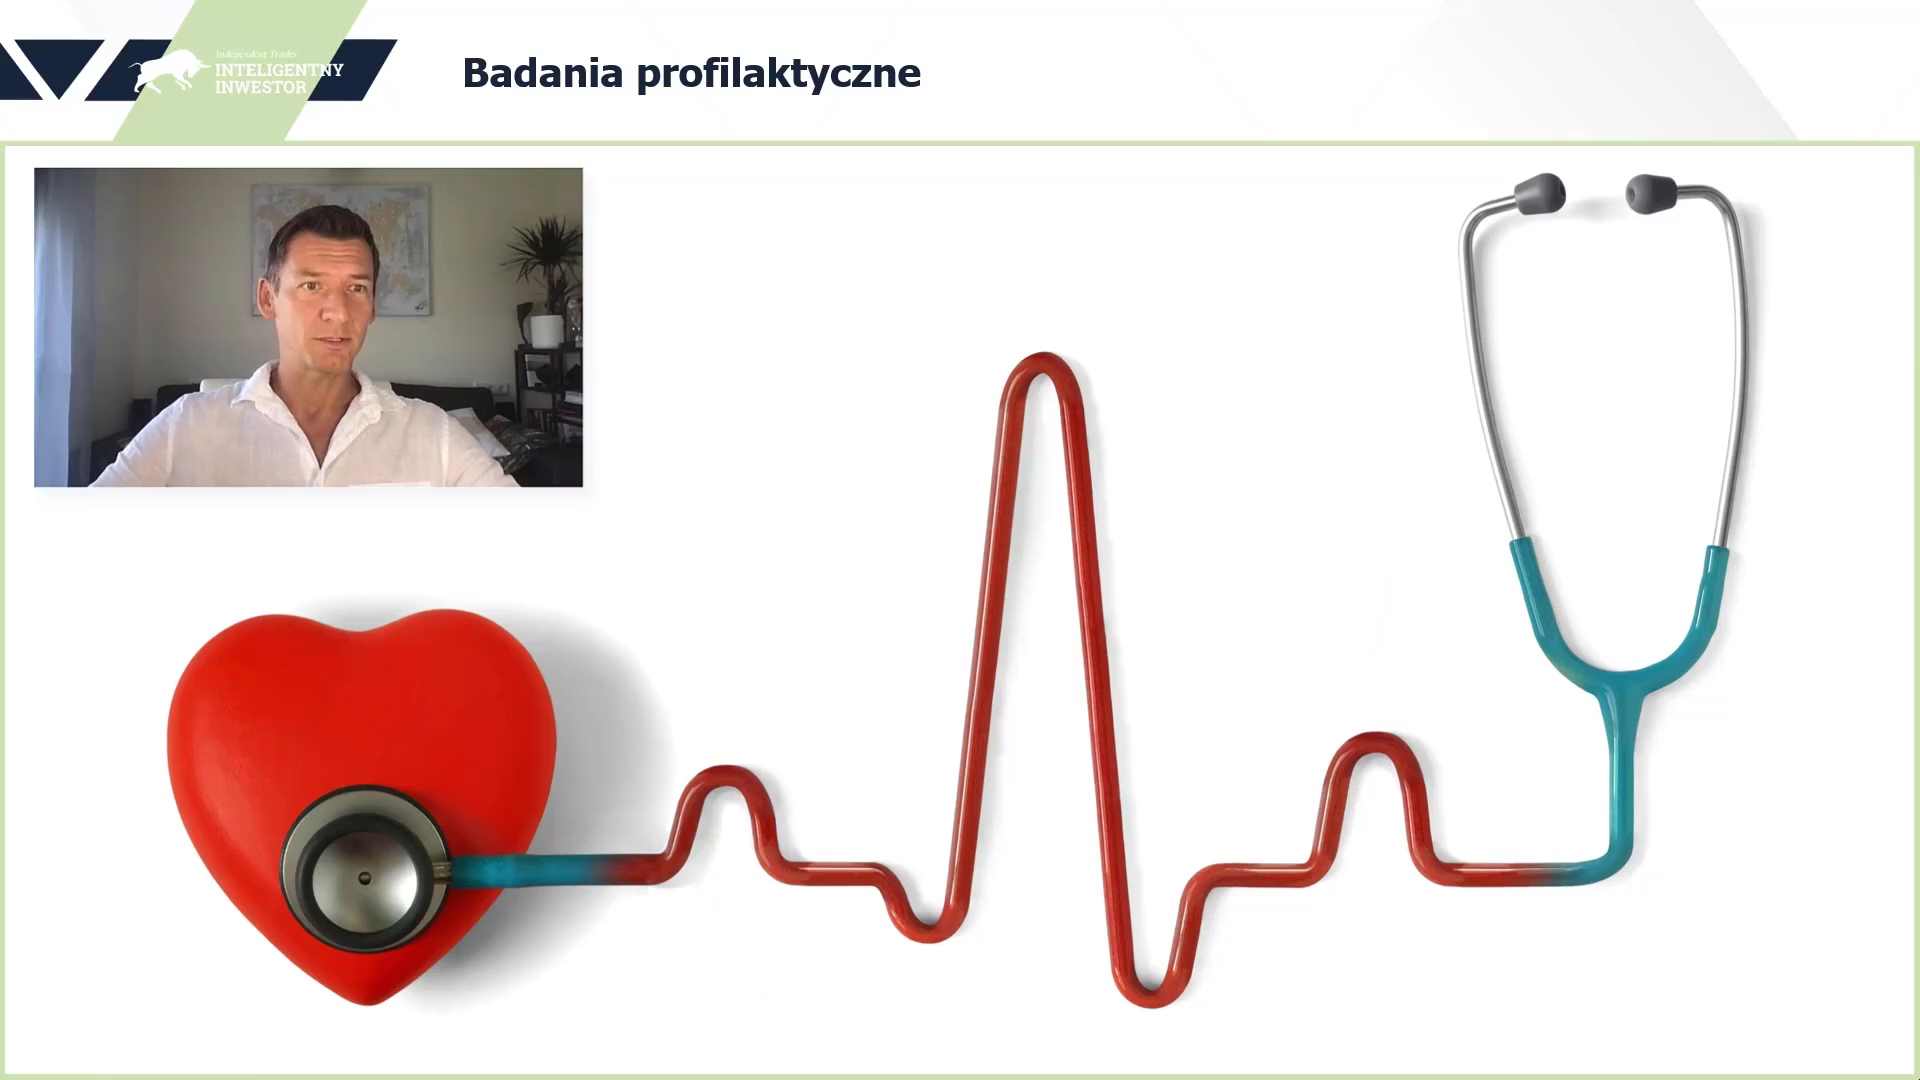 Independent Trader
INTELIGENTNY
INWESTOR
Badania profilaktyczne